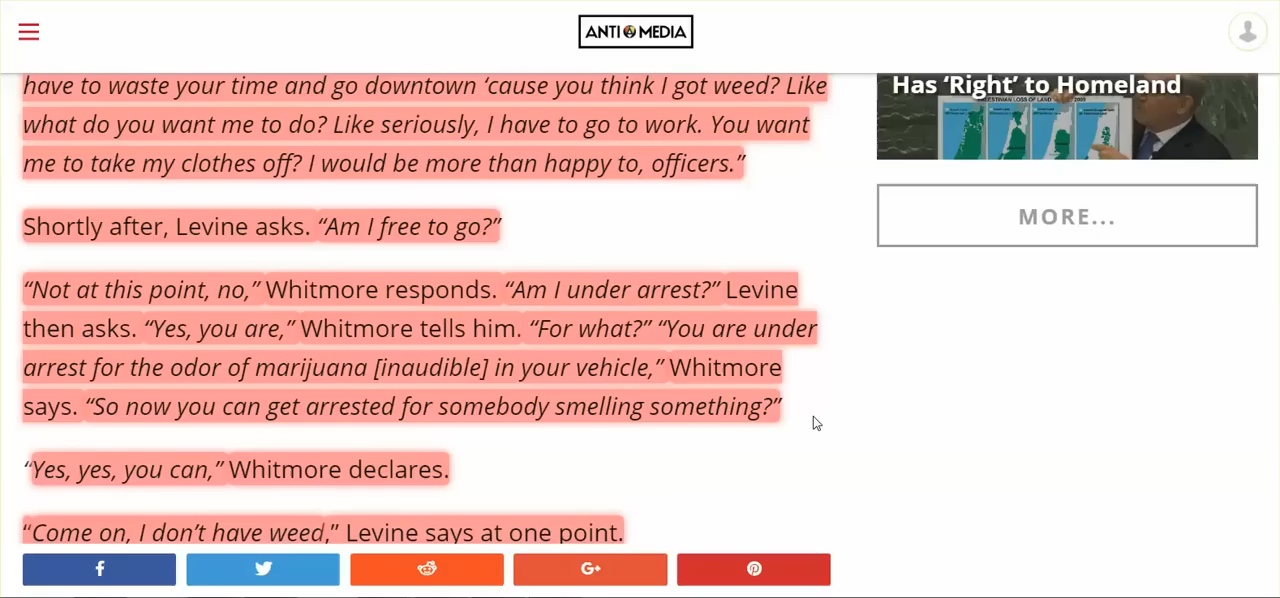 ANTI MEDIA
have to waste your time and go downtown ‘cause you think I got weed? Like
what do you want me to do? Like seriously, I have to go to work. You want
me to take my clothes off? I would be more than happy to, officers.”
Shortly after, Levine asks. “Am I free to go?”
“Not at this point, no,” Whitmore responds. “Am I under arrest?” Levine
then asks. “Yes, you are,” Whitmore tells him. “For what?” “You are under
arrest for the odor of marijuana [inaudible] in your vehicle,” Whitmore
says. “So now you can get arrested for somebody smelling something?”
“Yes, yes, you can,” Whitmore declares.
“Come on, I don’t have weed,” Levine says at one point.
Has ‘Right’ to Homeland
PALESTINIAN LOSS OF LAND
MORE...
G+